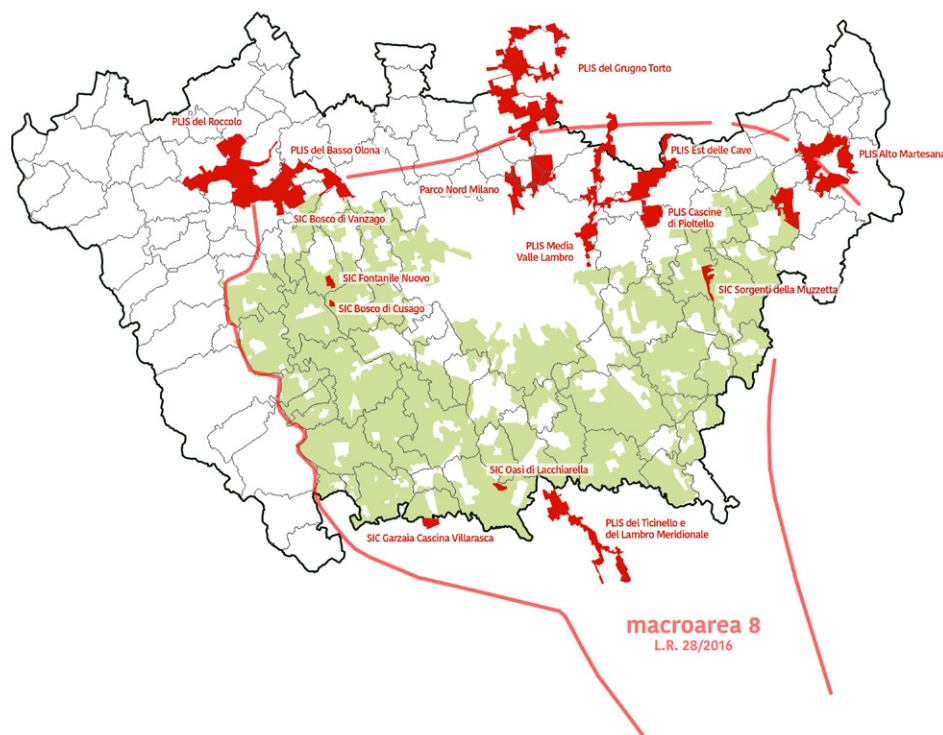 PLIS del Grugno Torto
PLIS del Roccolo
PLIS del Basso Olona
PLIS Est delle Cave
PLIS Alto Martesana
Parco Nord Milano
SIC Bosco di Vanzago
PLIS Cascine
di Pioltello
PLIS Media
Valle Lambro
SIC Fontanile Nuovo
SIC Sorgenti della Muzzetta
SIC Bosco di Cusago
SIC Oasi di Lacchiarella
PLIS del Ticinello e
del Lambro Meridionale
SIC Garzaia Cascina Villarasca
macroarea 8
L.R. 28/2016